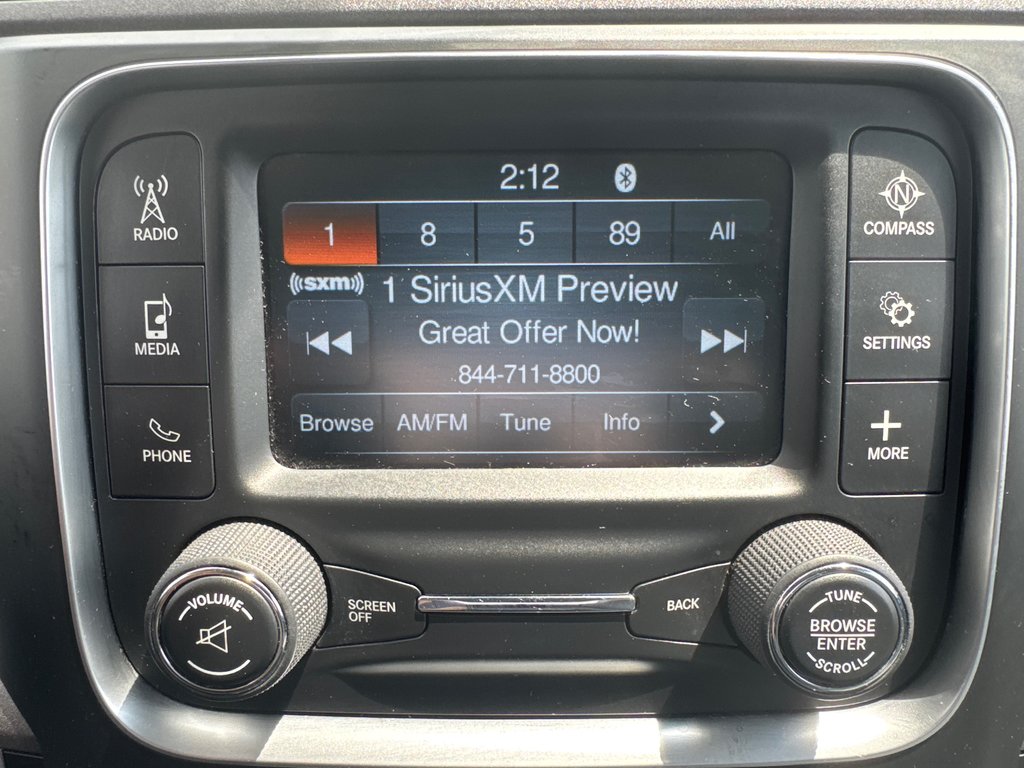 2:12
1 8 5 89 All
((sxm)) 1 SiriusXM Preview
Great Offer Now!
844-711-8800
Browse AM/FM Tune Info >
RADIO
MEDIA
PHONE
N
COMPASS
SETTINGS
+
MORE
VOLUME
SCREEN
OFF
BACK
TUNE
BROWSE
ENTER
SCROLL